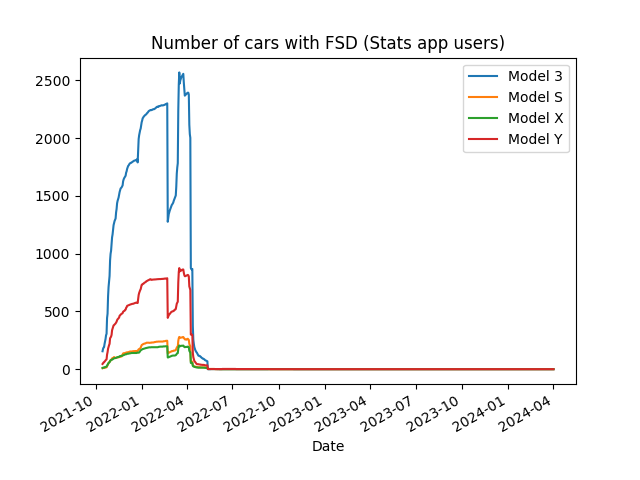 Number of cars with FSD (Stats app users)
Model 3
Model S
Model X
Model Y
2500
2000
1500
1000
500
0
2021-10
2022-01
2022-04
2022-07
2022-10
2023-01
2023-04
2023-07
2023-10
2024-01
2024-04
Date